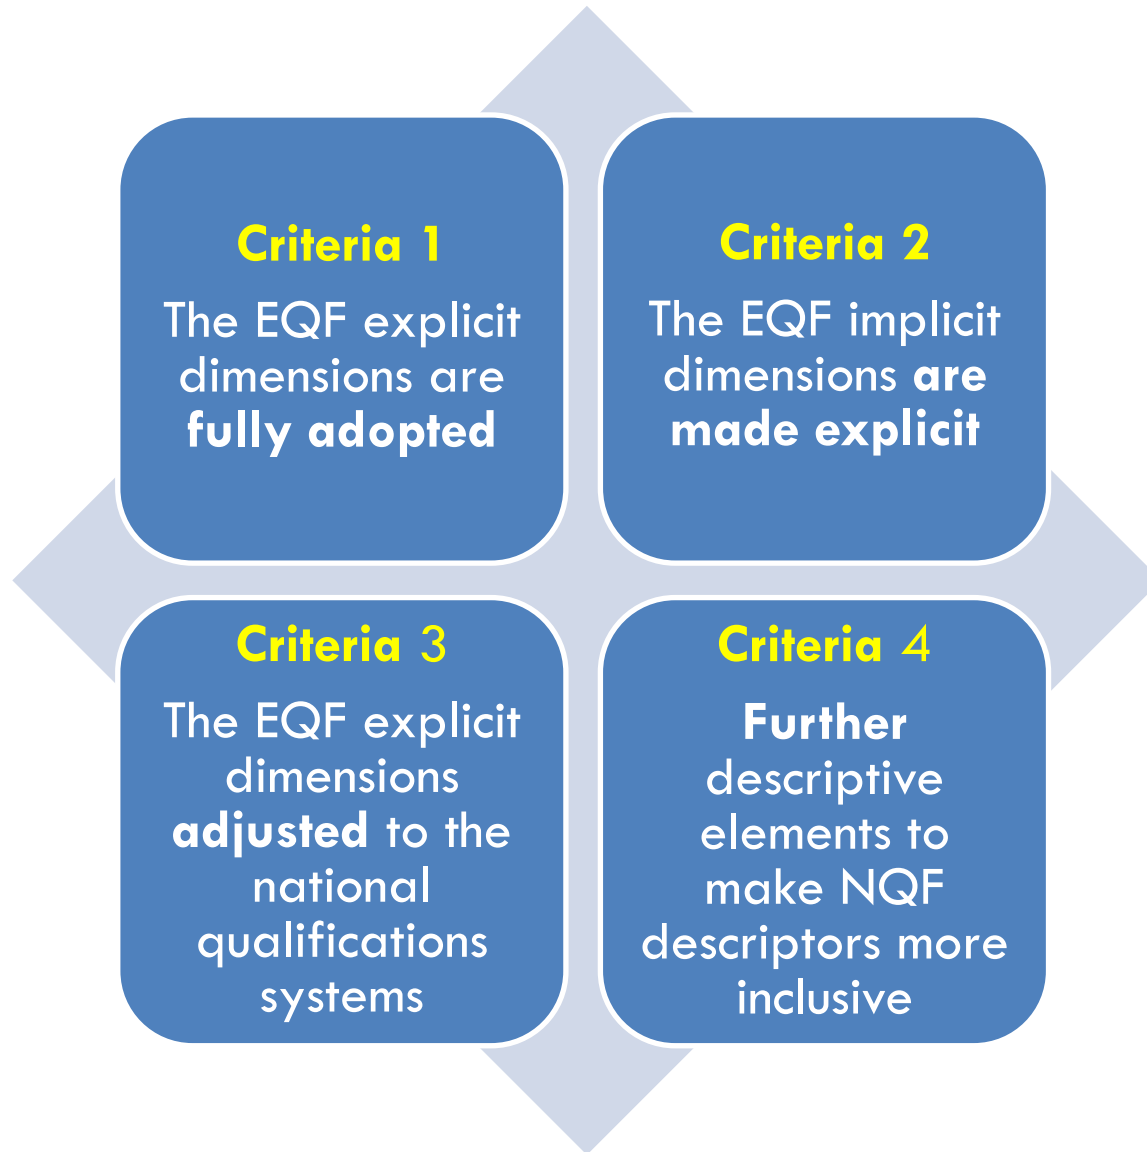 Criteria 1
The EQF explicit
dimensions are
fully adopted
Criteria 2
The EQF implicit
dimensions are
made explicit
Criteria 3
The EQF explicit
dimensions
adjusted to the
national
qualifications
systems
Criteria 4
Further
descriptive
elements to
make NQF
descriptors more
inclusive